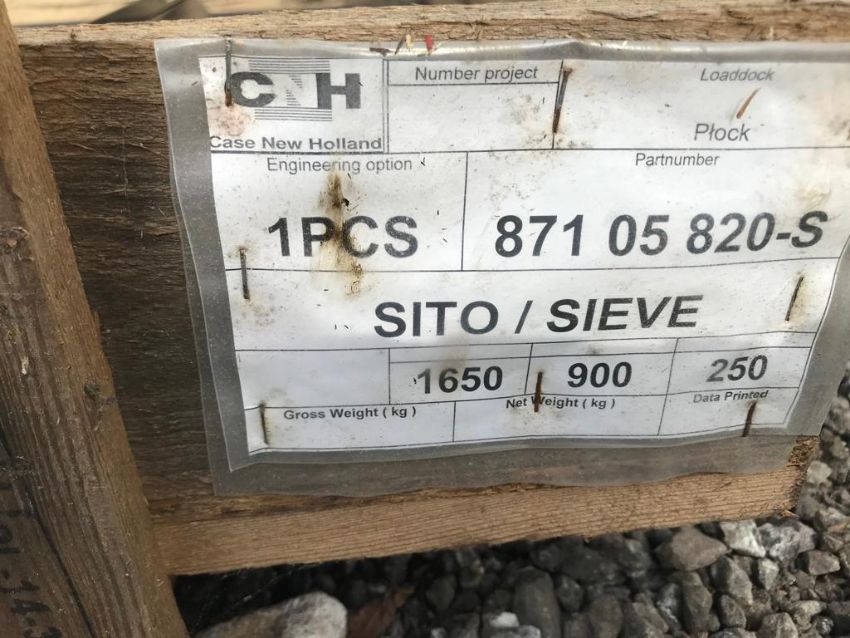 CNH
Case New Holland
Number project
Loaddock
Płock
Engineering option
Partnumber
1PCS
871 05 820-S
SITO / SIEVE
1650
900
250
Gross Weight ( kg )
Net Weight ( kg )
Data Printed